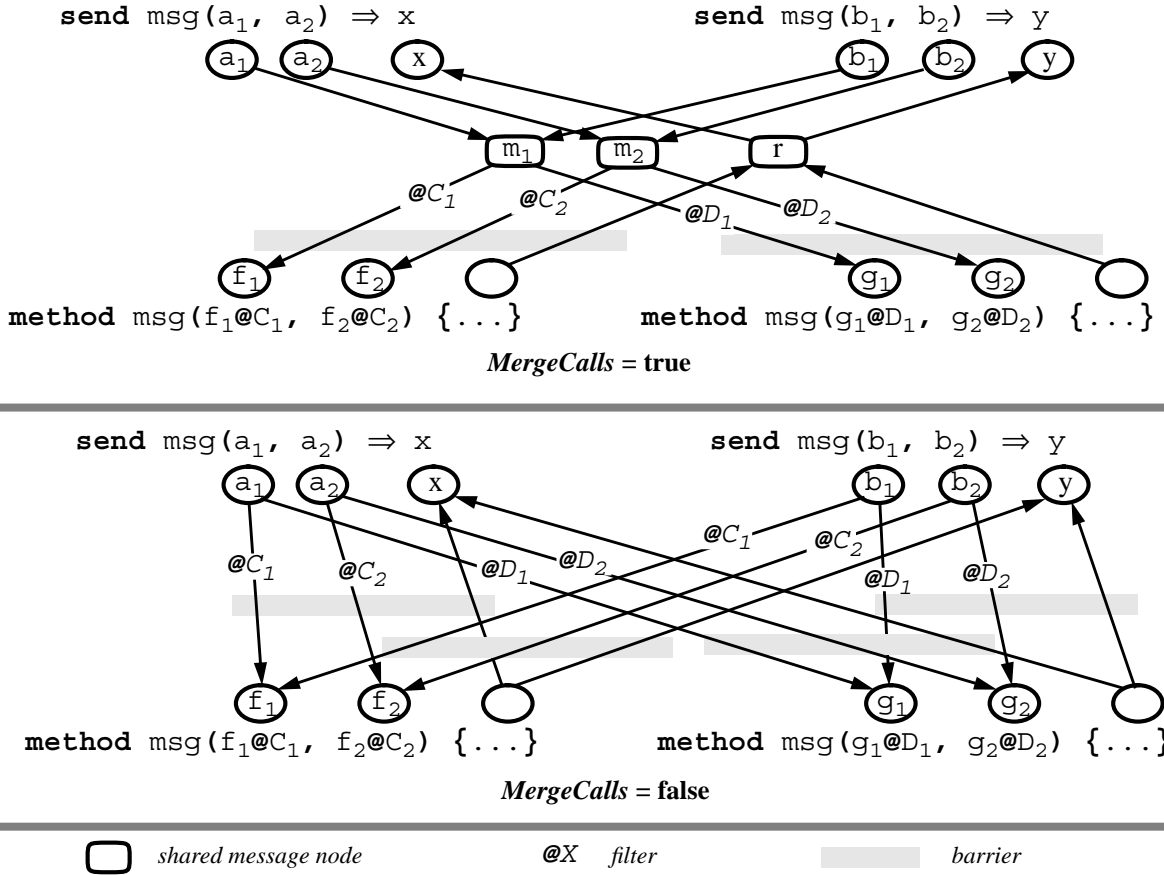 send msg(a₁, a₂) ⇒ x send msg(b₁, b₂) ⇒ y
a₁ a₂ x b₁ b₂ y
m₁ m₂ r
@C₁ @C₂ @D₁ @D₂
f₁ f₂ g₁ g₂
method msg(f₁@C₁, f₂@C₂) {...} method msg(g₁@D₁, g₂@D₂) {...}
MergeCalls = true
send msg(a₁, a₂) ⇒ x send msg(b₁, b₂) ⇒ y
a₁ a₂ x b₁ b₂ y
@C₁ @C₂
@C₁ @C₂ @D₁ @D₂ @D₁ @D₂
f₁ f₂ g₁ g₂
method msg(f₁@C₁, f₂@C₂) {...} method msg(g₁@D₁, g₂@D₂) {...}
MergeCalls = false
shared message node @X filter barrier